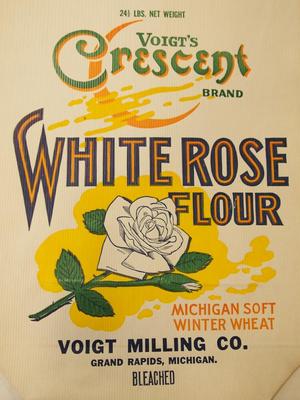 24½ LBS. NET WEIGHT
VOIGT'S
Crescent
BRAND
WHITE ROSE
FLOUR
MICHIGAN SOFT
WINTER WHEAT
VOIGT MILLING CO.
GRAND RAPIDS, MICHIGAN.
BLEACHED